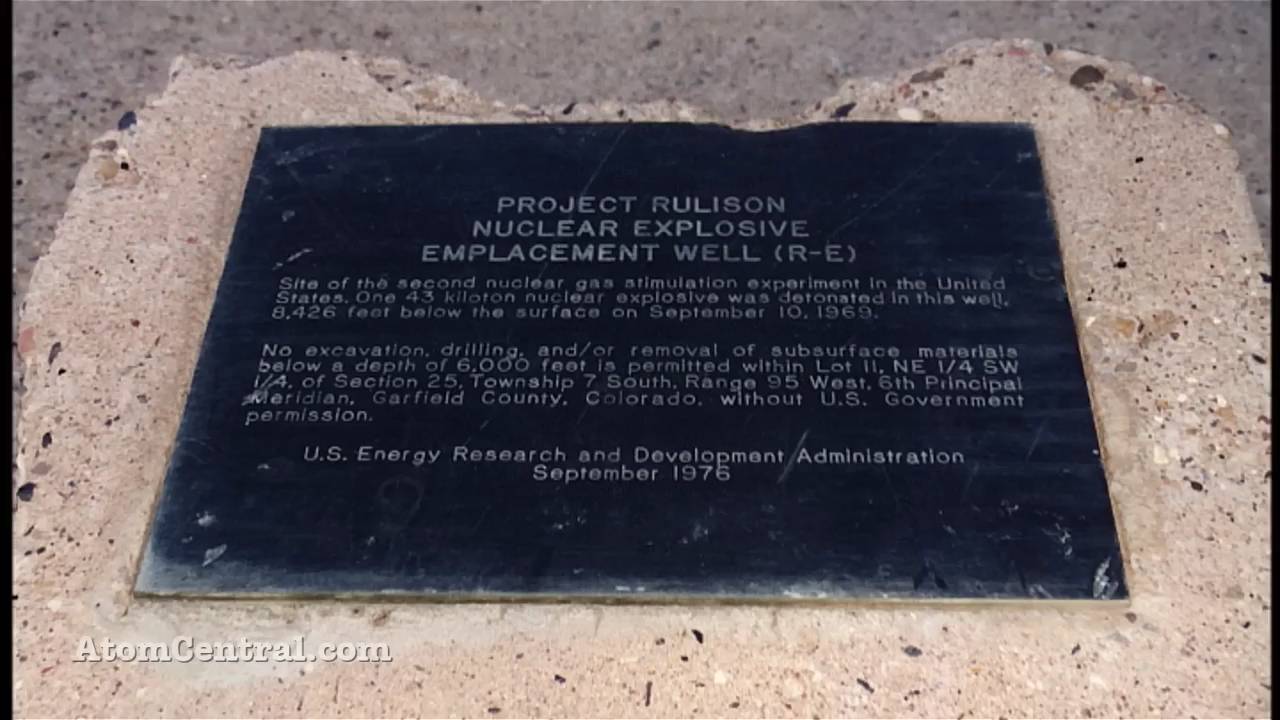 PROJECT RULISON
NUCLEAR EXPLOSIVE
EMPLACEMENT WELL (R-E)
Site of the second nuclear gas stimulation experiment in the United
States. One 43 kiloton nuclear explosive was detonated in this well,
8,426 feet below the surface on September 10, 1969.
No excavation, drilling, and/or removal of subsurface materials
below a depth of 6,000 feet is permitted within Lot 11, NE 1/4 SW
1/4, of Section 25, Township 7 South, Range 95 West, 6th Principal
Meridian, Garfield County, Colorado, without U.S. Government
permission.
U.S. Energy Research and Development Administration
September 1976
AtomCentral.com